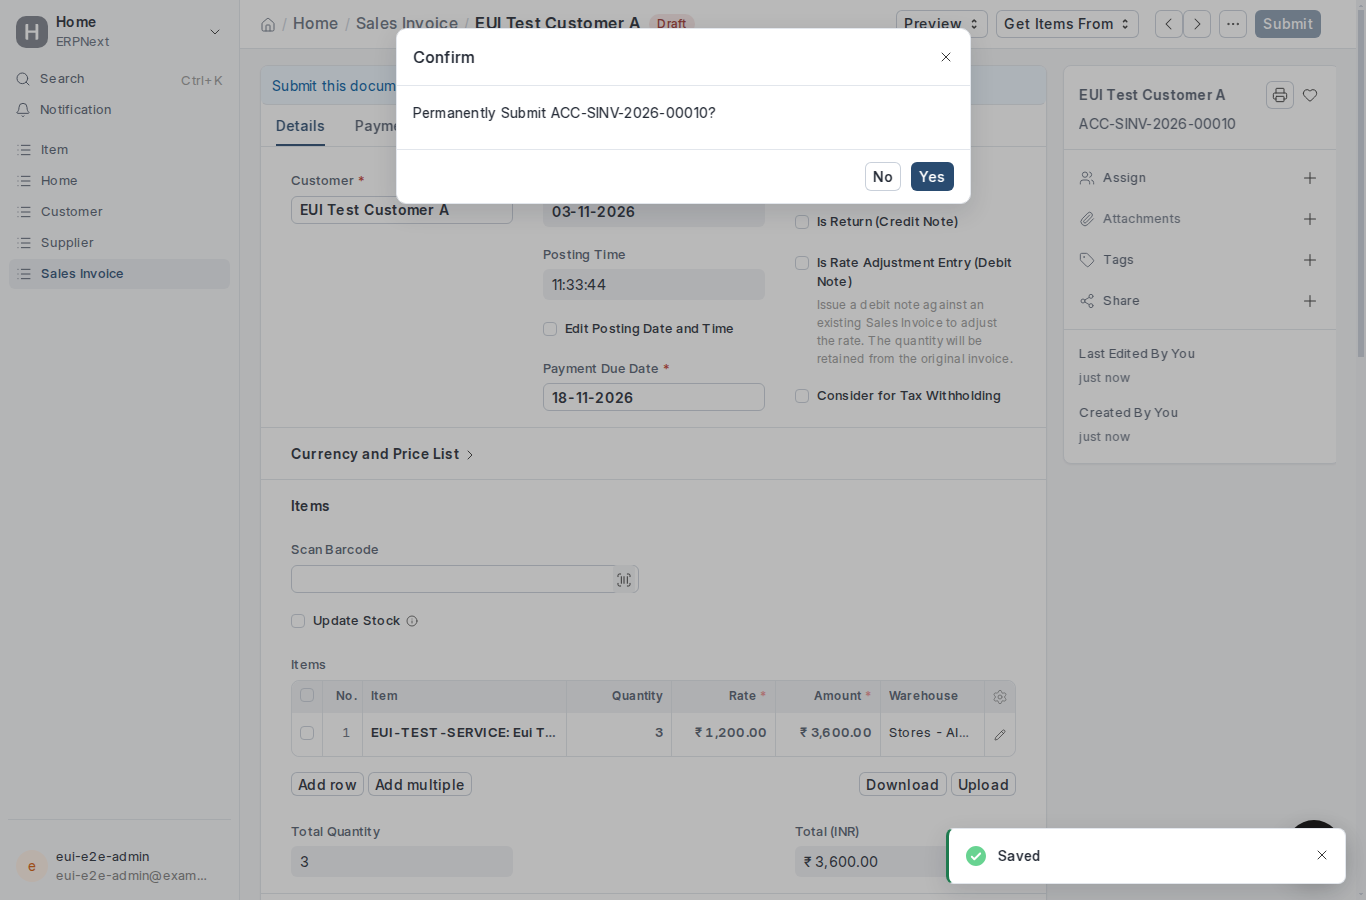 Home
ERPNext
Search
Ctrl+K
Notification
Item
Home
Customer
Supplier
Sales Invoice
eui-e2e-admin
eui-e2e-admin@exam...
/ Home / Sales Invoice / EUI Test Customer A
Draft
Preview
Get Items From
Submit
Confirm
Permanently Submit ACC-SINV-2026-00010?
No
Yes
Submit this docum
Details
Payme
Customer *
EUI Test Customer A
03-11-2026
Posting Time
11:33:44
Edit Posting Date and Time
Payment Due Date *
18-11-2026
Is Return (Credit Note)
Is Rate Adjustment Entry (Debit
Note)
Issue a debit note against an
existing Sales Invoice to adjust
the rate. The quantity will be
retained from the original invoice.
Consider for Tax Withholding
Currency and Price List
Items
Scan Barcode
Update Stock
Items
No. Item Quantity Rate * Amount * Warehouse
1 EUI-TEST-SERVICE: Eui T... 3 ₹ 1,200.00 ₹ 3,600.00 Stores - Al...
Add row
Add multiple
Download
Upload
Total Quantity
3
Total (INR)
₹ 3,600.00
EUI Test Customer A
ACC-SINV-2026-00010
Assign
Attachments
Tags
Share
Last Edited By You
just now
Created By You
just now
Saved
H
e